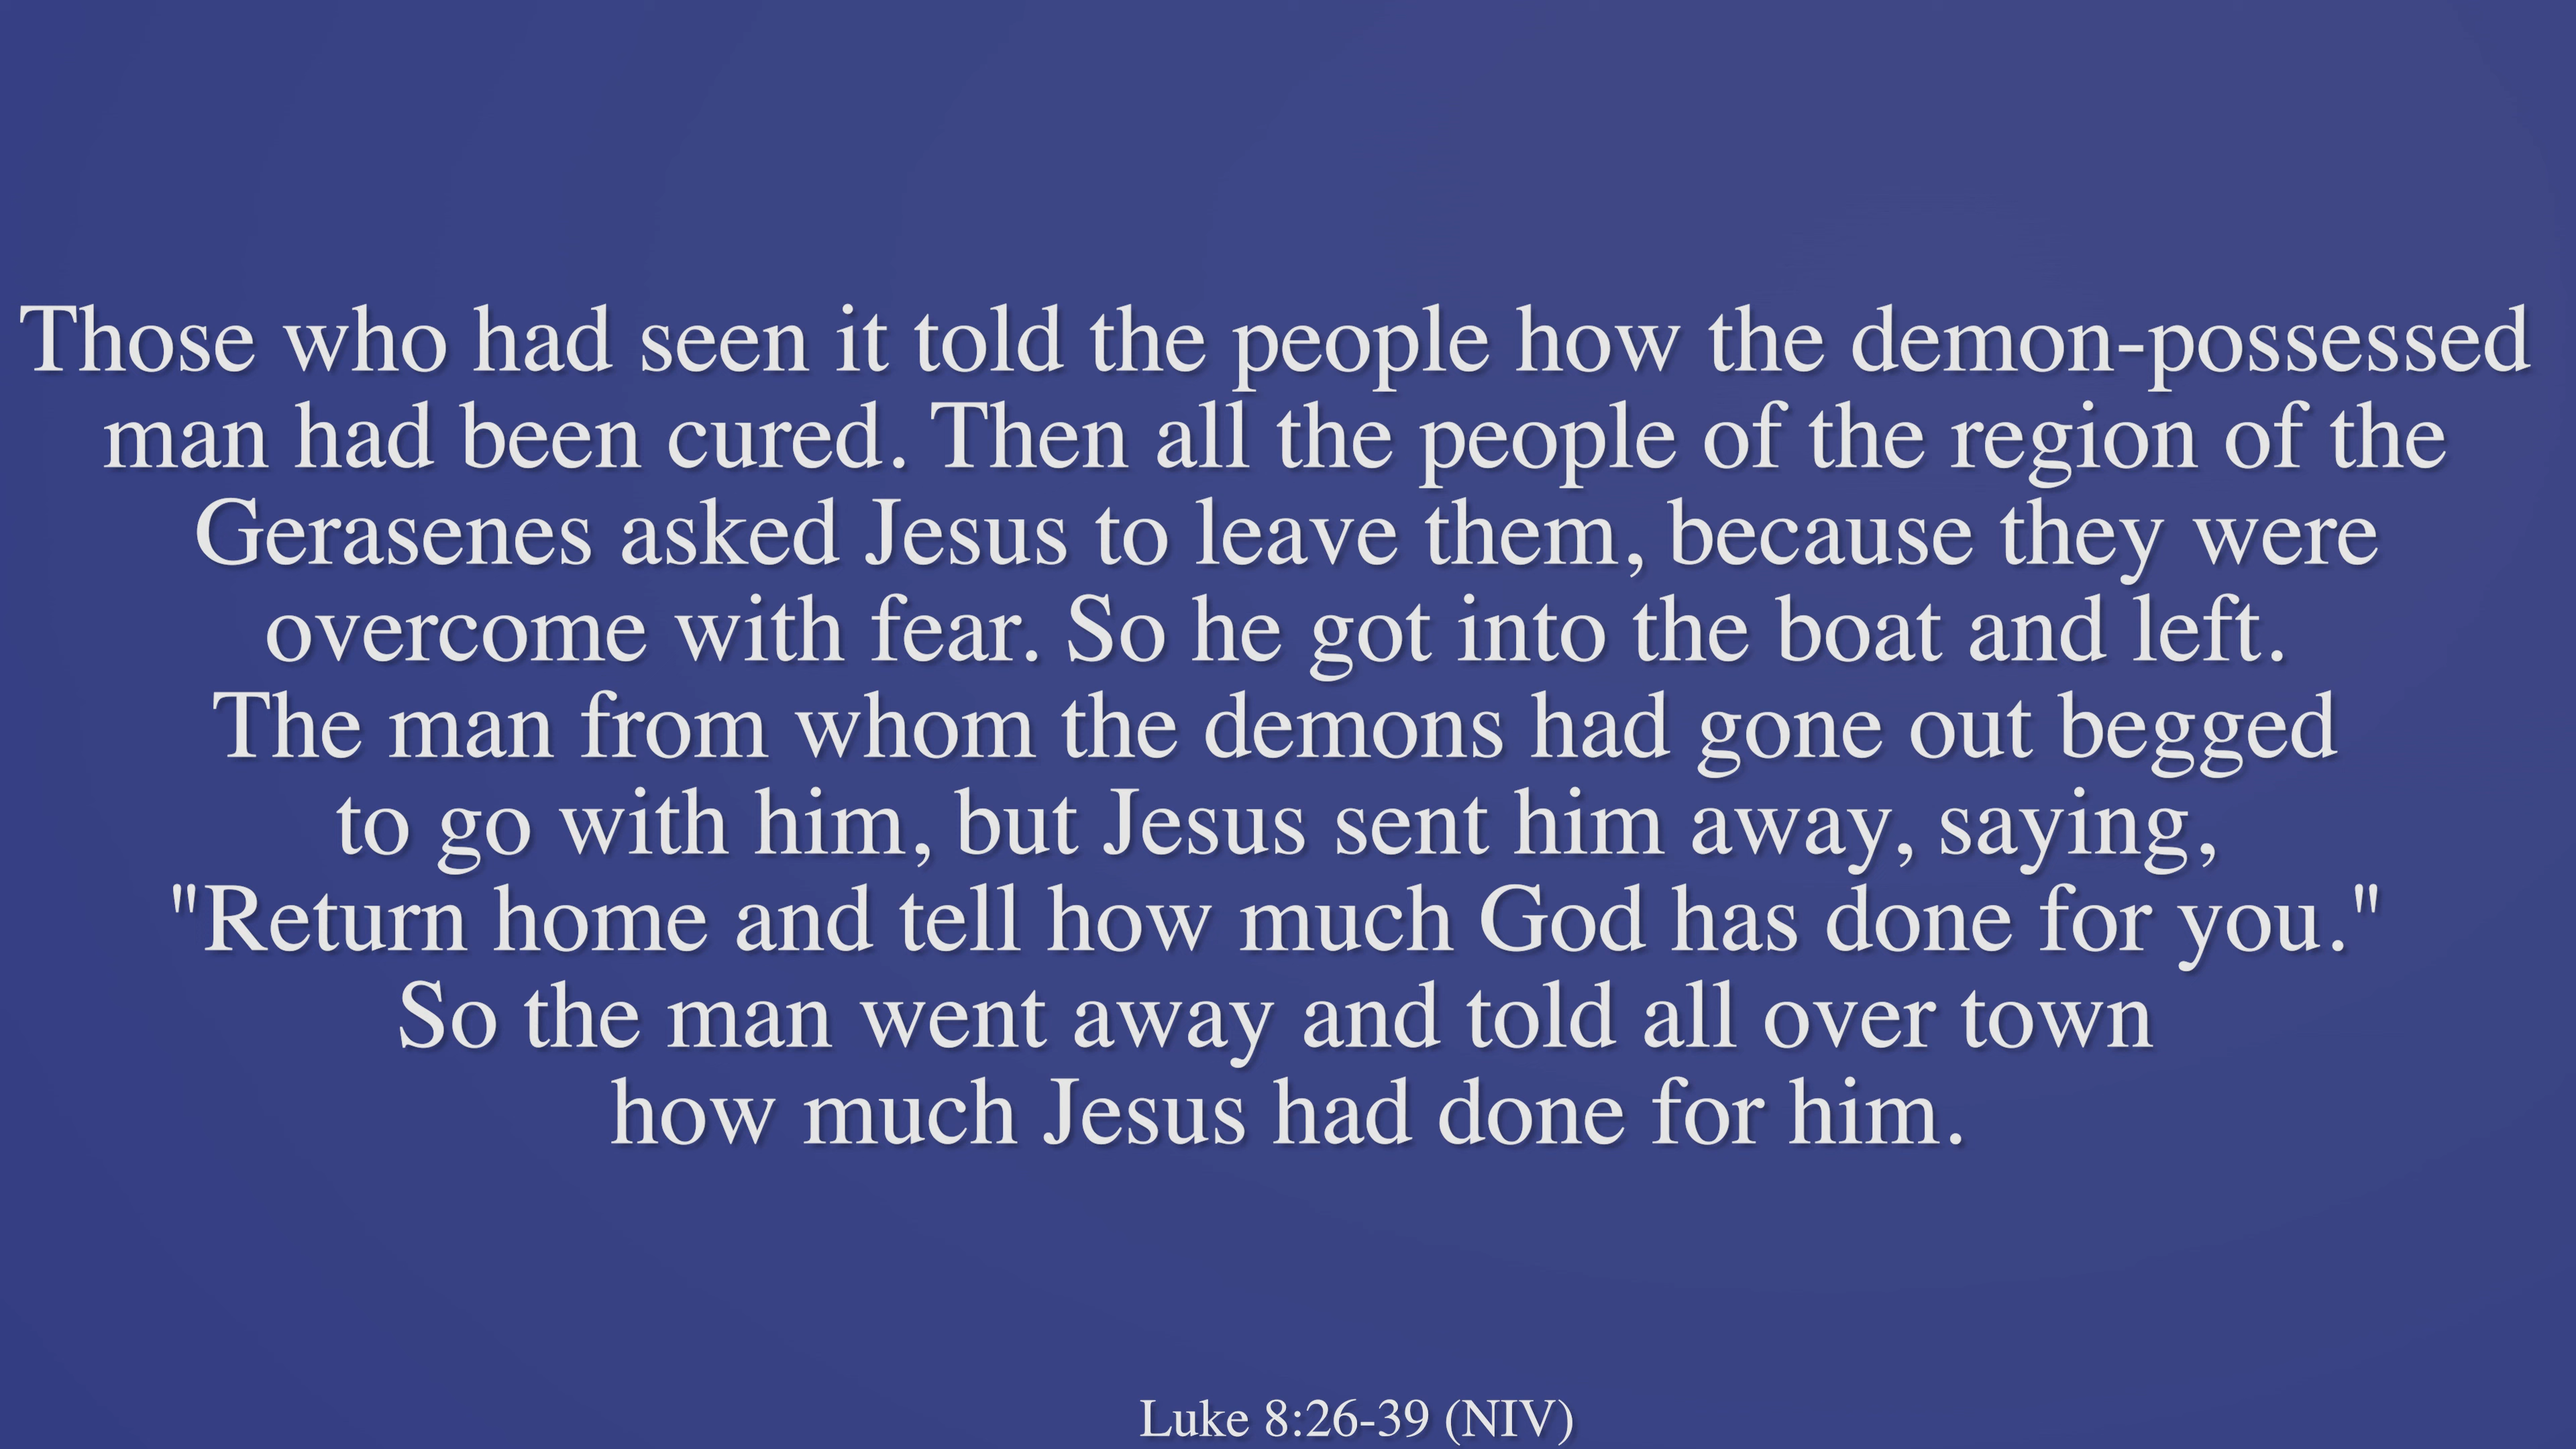 Those who had seen it told the people how the demon-possessed
man had been cured. Then all the people of the region of the
Gerasenes asked Jesus to leave them, because they were
overcome with fear. So he got into the boat and left.
The man from whom the demons had gone out begged
to go with him, but Jesus sent him away, saying,
"Return home and tell how much God has done for you."
So the man went away and told all over town
how much Jesus had done for him.
Luke 8:26-39 (NIV)